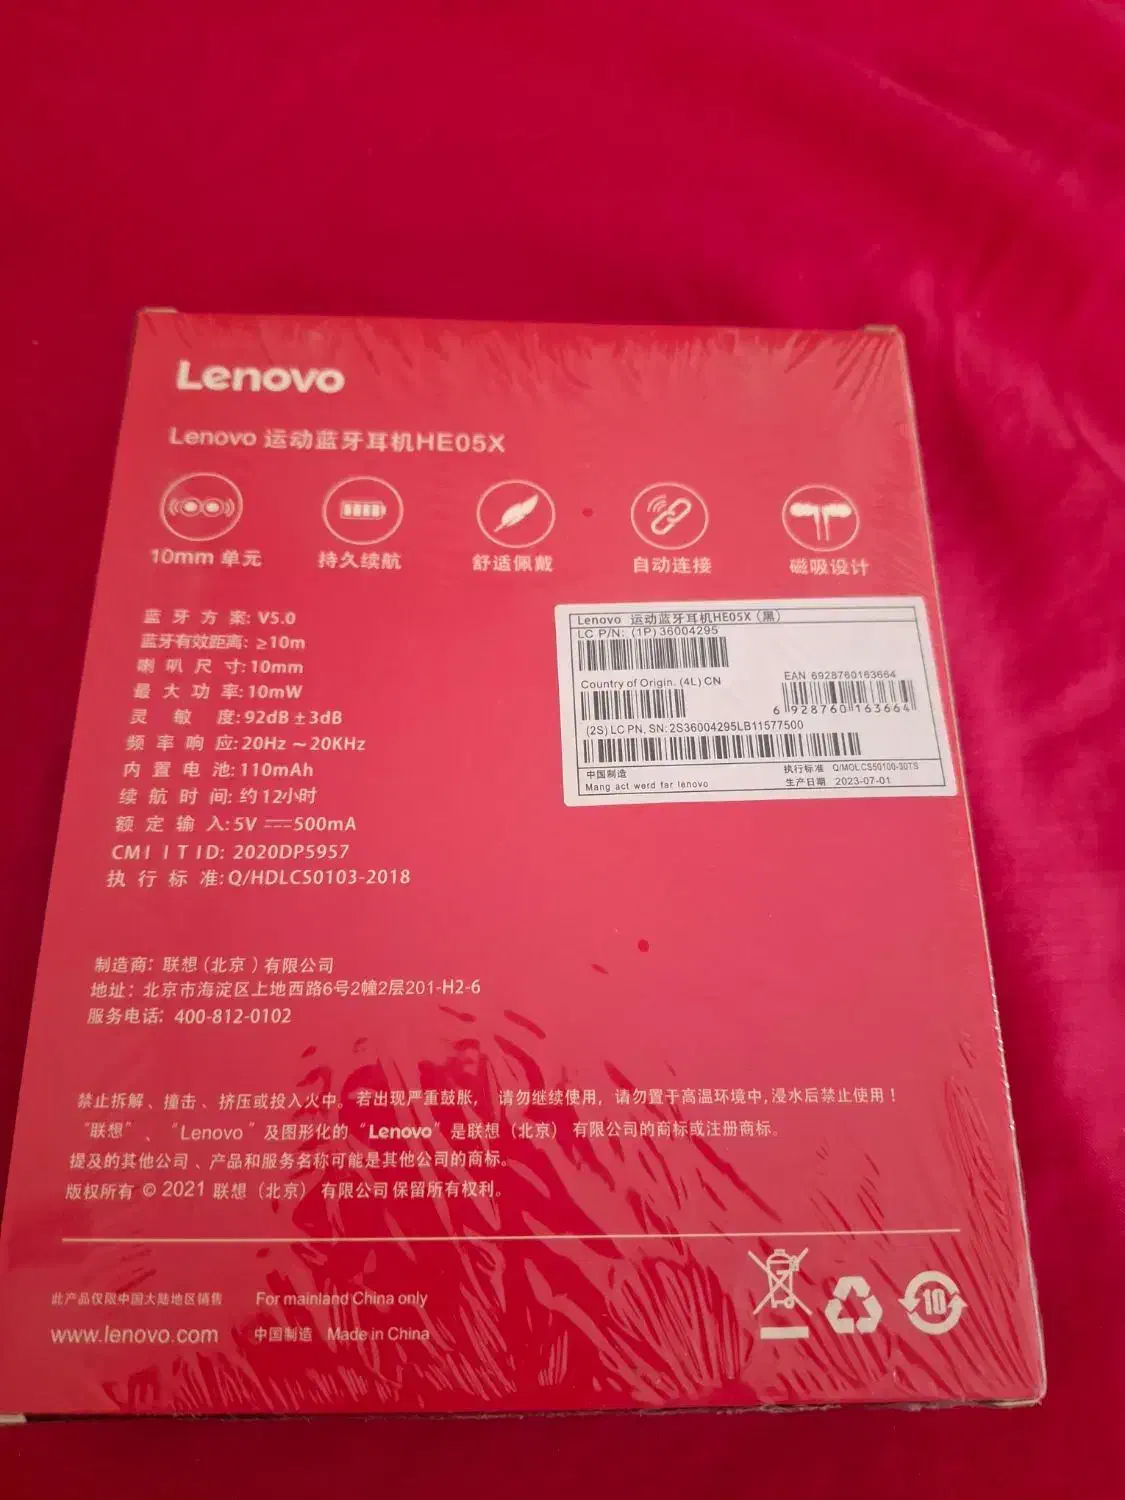 Lenovo
Lenovo 运动蓝牙耳机HE05X
10mm 单元
持久续航
舒适佩戴
自动连接
磁吸设计
蓝牙方案: V5.0
蓝牙有效距离: ≥10m
喇叭尺寸:10mm
最大功率:10mW
灵敏度:92dB±3dB
频率响应:20Hz～20KHz
内置电池:110mAh
续航时间:约12小时
额定输入:5V⎓500mA
CMIITID: 2020DP5957
执行标准:Q/HDLCS0103-2018
Lenovo 运动蓝牙耳机HE05X (黑)
LC P/N: (1P)36004295
Country of Origin. (4L) CN
EAN 6928760163664
6 928760 163664
(2S) LC PN, SN:2S36004295LB11577500
中国制造
Mang act werd far lenovo
执行标准 Q/MOLCS50100-30TS
生产日期 2023-07-01
制造商: 联想(北京)有限公司
地址: 北京市海淀区上地西路6号2幢2层201-H2-6
服务电话: 400-812-0102
禁止拆解、撞击、挤压或投入火中。若出现严重鼓胀, 请勿继续使用, 请勿置于高温环境中,浸水后禁止使用!
“联想”、“Lenovo”及图形化的“Lenovo”是联想(北京)有限公司的商标或注册商标。
提及的其他公司、产品和服务名称可能是其他公司的商标。
版权所有 © 2021 联想(北京)有限公司保留所有权利。
此产品仅限中国大陆地区销售 For mainland China only
www.lenovo.com 中国制造 Made in China
10